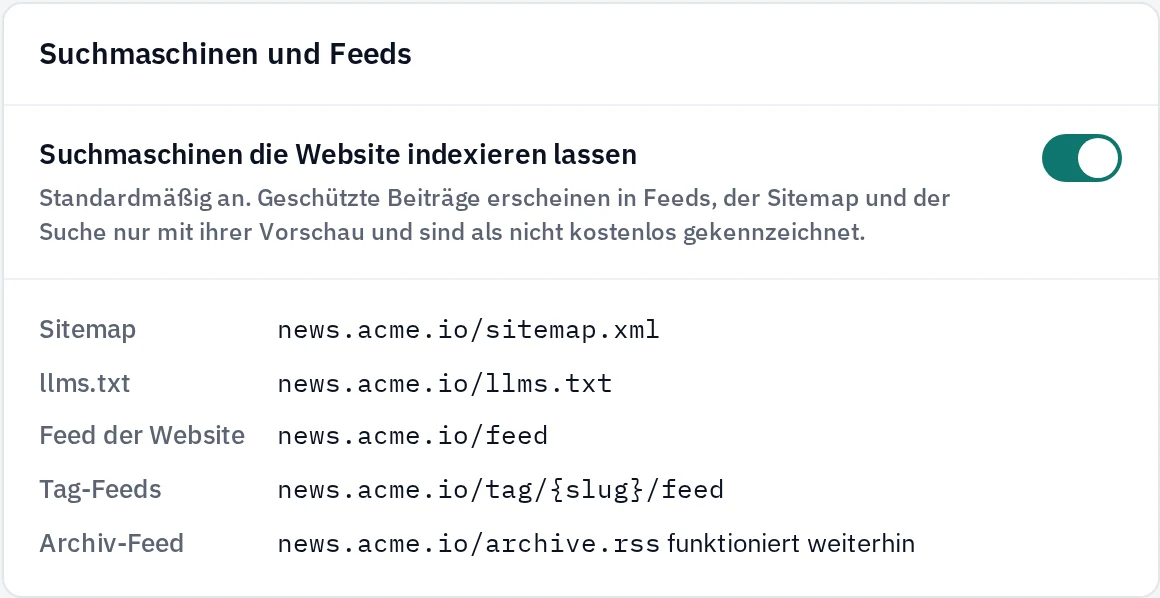 Suchmaschinen und Feeds
Suchmaschinen die Website indexieren lassen
Standardmäßig an. Geschützte Beiträge erscheinen in Feeds, der Sitemap und der
Suche nur mit ihrer Vorschau und sind als nicht kostenlos gekennzeichnet.
Sitemap news.acme.io/sitemap.xml
llms.txt news.acme.io/llms.txt
Feed der Website news.acme.io/feed
Tag-Feeds news.acme.io/tag/{slug}/feed
Archiv-Feed news.acme.io/archive.rss funktioniert weiterhin